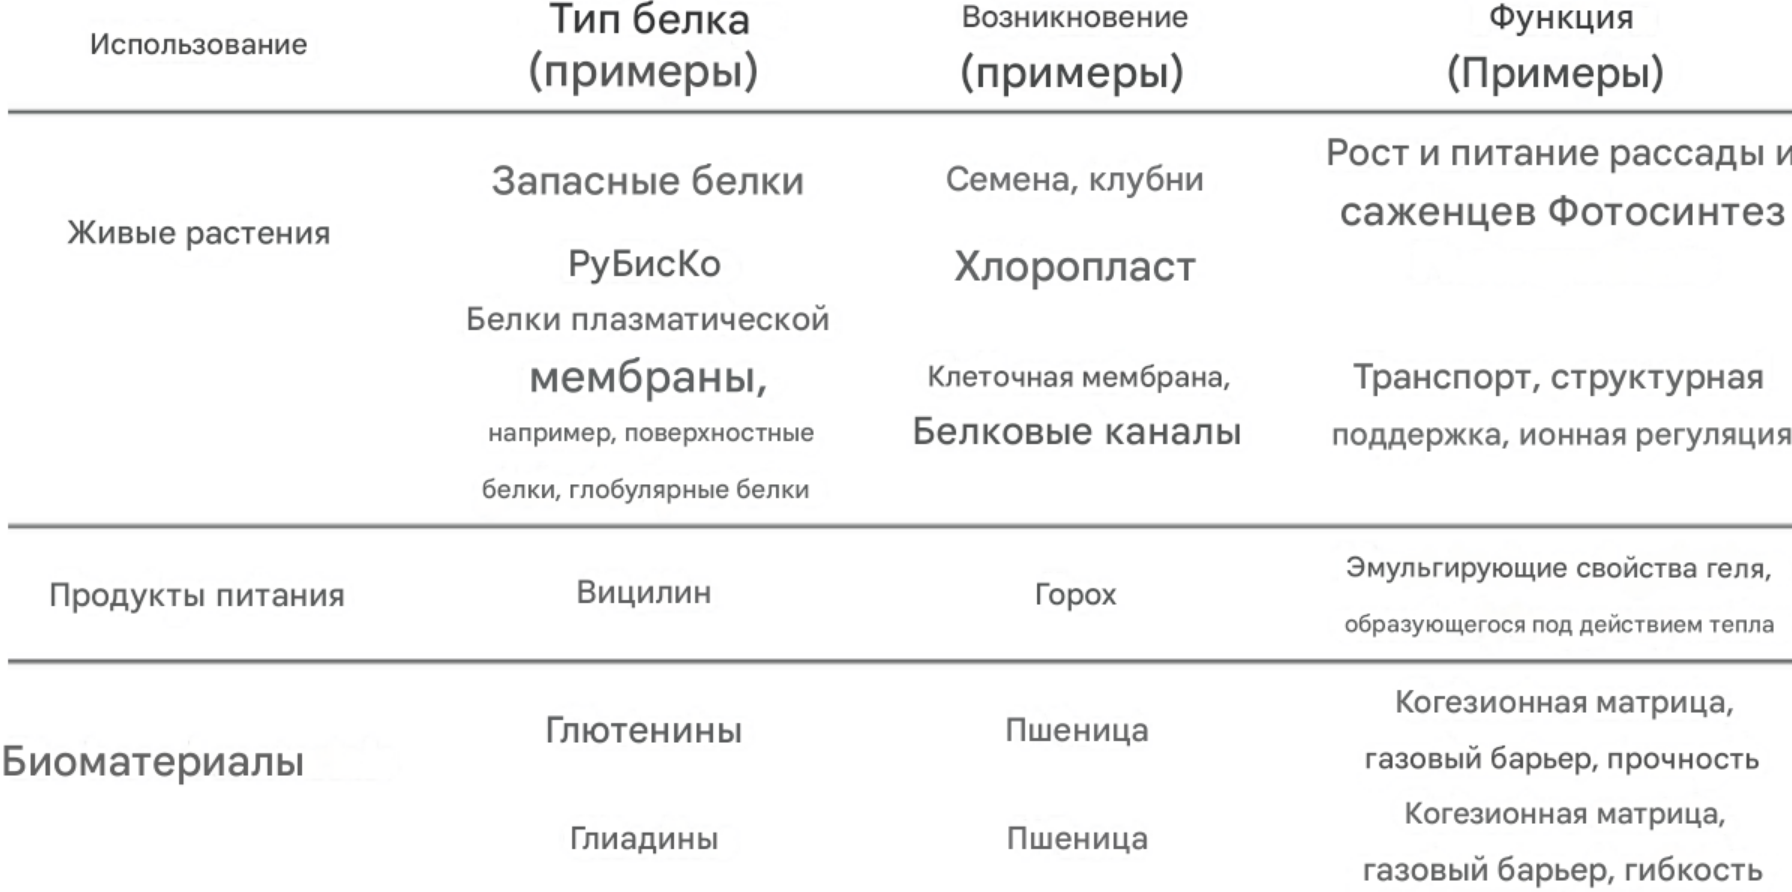 Использование
Тип белка
(примеры)
Возникновение
(примеры)
Функция
(Примеры)
Живые растения
Запасные белки
Семена, клубни
Рост и питание рассады и
саженцев Фотосинтез
РуБисКо
Хлоропласт
Белки плазматической
мембраны,
например, поверхностные
белки, глобулярные белки
Клеточная мембрана,
Белковые каналы
Транспорт, структурная
поддержка, ионная регуляция
Продукты питания
Вицилин
Горох
Эмульгирующие свойства геля,
образующегося под действием тепла
Биоматериалы
Глютенины
Пшеница
Когезионная матрица,
газовый барьер, прочность
Глиадины
Пшеница
Когезионная матрица,
газовый барьер, гибкость